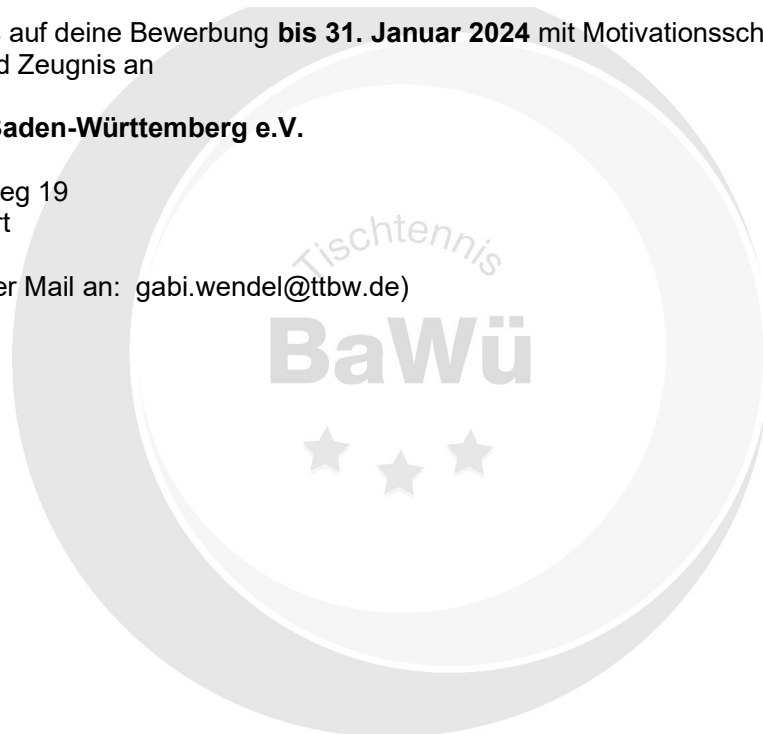 auf deine Bewerbung bis 31. Januar 2024 mit Motivationssch
Zeugnis an
Baden-Württemberg e.V.
eg 19
rt
er Mail an: gabi.wendel@ttbw.de)
Tischtennis
BaWü